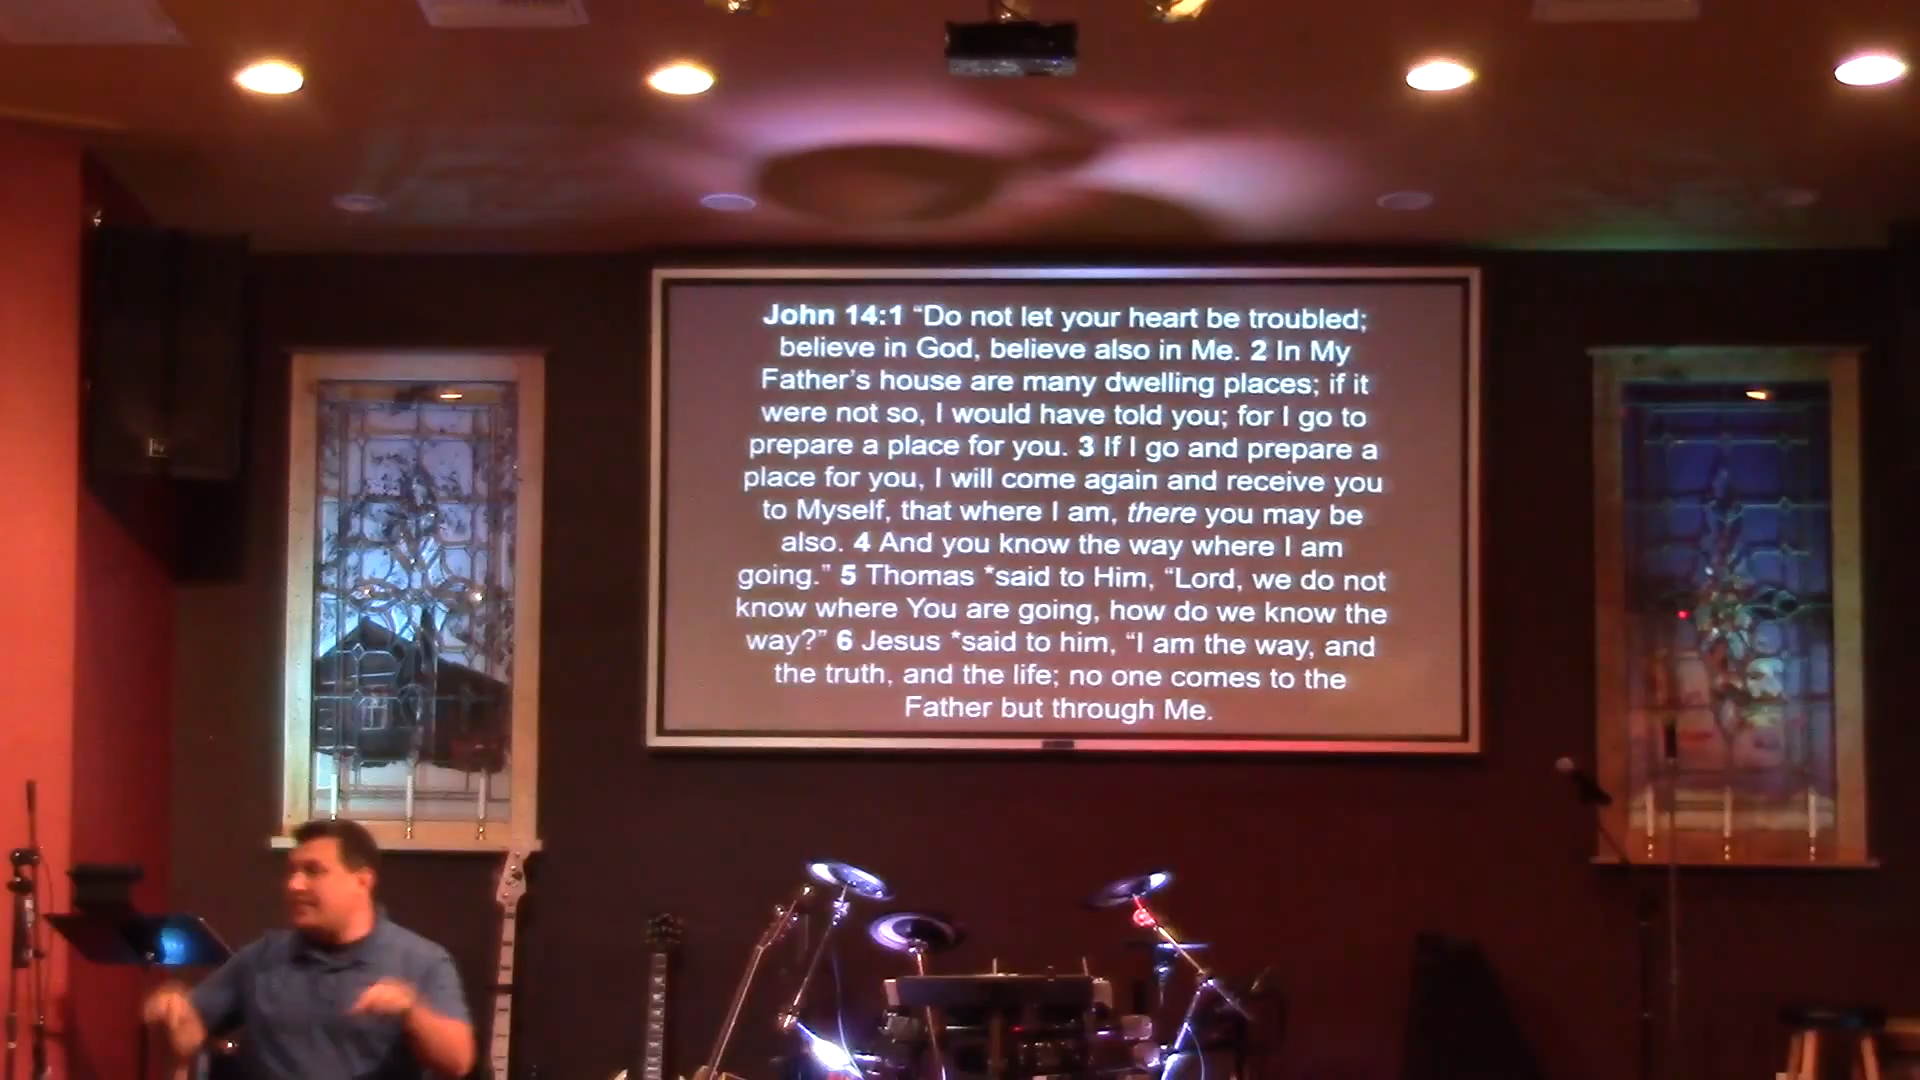 John 14:1 “Do not let your heart be troubled;
believe in God, believe also in Me. 2 In My
Father’s house are many dwelling places; if it
were not so, I would have told you; for I go to
prepare a place for you. 3 If I go and prepare a
place for you, I will come again and receive you
to Myself, that where I am, there you may be
also. 4 And you know the way where I am
going.” 5 Thomas *said to Him, “Lord, we do not
know where You are going, how do we know the
way?” 6 Jesus *said to him, “I am the way, and
the truth, and the life; no one comes to the
Father but through Me.